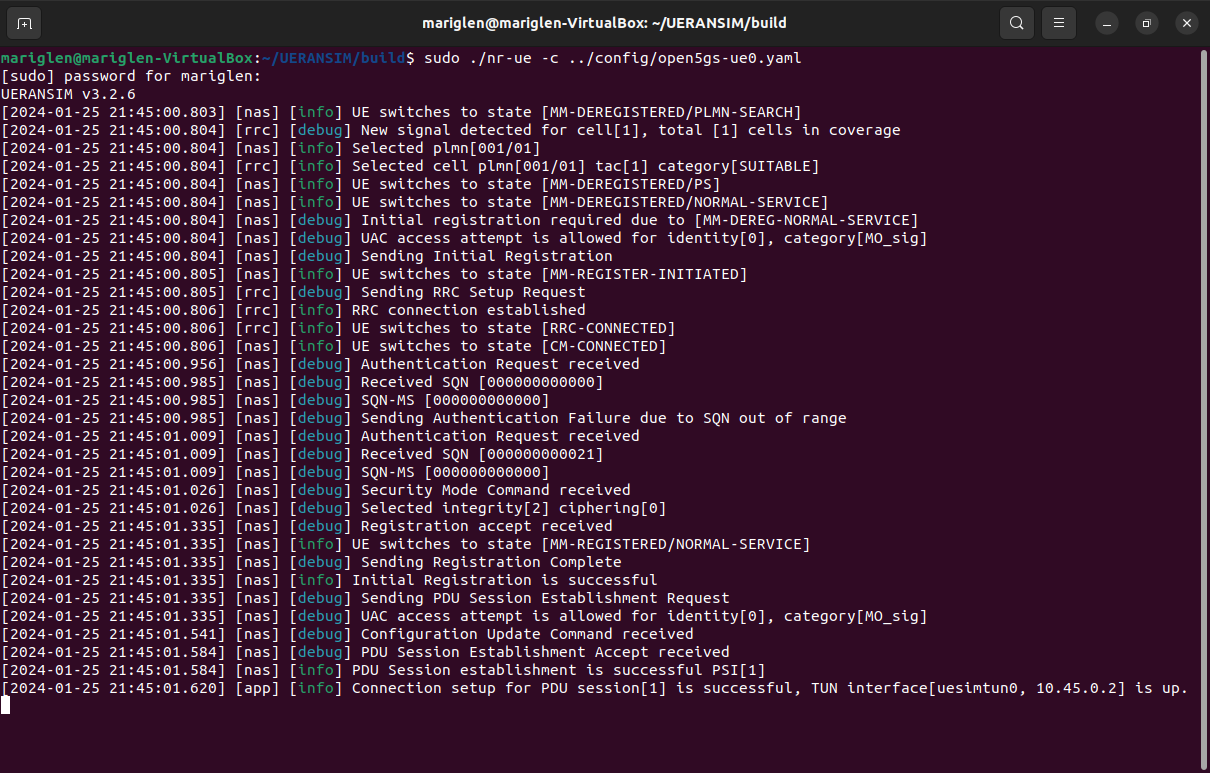 mariglen@mariglen-VirtualBox: ~/UERANSIM/build
mariglen@mariglen-VirtualBox:~/UERANSIM/build$ sudo ./nr-ue -c ../config/open5gs-ue0.yaml
[sudo] password for mariglen:
UERANSIM v3.2.6
[2024-01-25 21:45:00.803] [nas] [info] UE switches to state [MM-DEREGISTERED/PLMN-SEARCH]
[2024-01-25 21:45:00.804] [rrc] [debug] New signal detected for cell[1], total [1] cells in coverage
[2024-01-25 21:45:00.804] [nas] [info] Selected plmn[001/01]
[2024-01-25 21:45:00.804] [rrc] [info] Selected cell plmn[001/01] tac[1] category[SUITABLE]
[2024-01-25 21:45:00.804] [nas] [info] UE switches to state [MM-DEREGISTERED/PS]
[2024-01-25 21:45:00.804] [nas] [info] UE switches to state [MM-DEREGISTERED/NORMAL-SERVICE]
[2024-01-25 21:45:00.804] [nas] [debug] Initial registration required due to [MM-DEREG-NORMAL-SERVICE]
[2024-01-25 21:45:00.804] [nas] [debug] UAC access attempt is allowed for identity[0], category[MO_sig]
[2024-01-25 21:45:00.804] [nas] [debug] Sending Initial Registration
[2024-01-25 21:45:00.805] [nas] [info] UE switches to state [MM-REGISTER-INITIATED]
[2024-01-25 21:45:00.805] [rrc] [debug] Sending RRC Setup Request
[2024-01-25 21:45:00.806] [rrc] [info] RRC connection established
[2024-01-25 21:45:00.806] [rrc] [info] UE switches to state [RRC-CONNECTED]
[2024-01-25 21:45:00.806] [nas] [info] UE switches to state [CM-CONNECTED]
[2024-01-25 21:45:00.956] [nas] [debug] Authentication Request received
[2024-01-25 21:45:00.985] [nas] [debug] Received SQN [000000000000]
[2024-01-25 21:45:00.985] [nas] [debug] SQN-MS [000000000000]
[2024-01-25 21:45:00.985] [nas] [debug] Sending Authentication Failure due to SQN out of range
[2024-01-25 21:45:01.009] [nas] [debug] Authentication Request received
[2024-01-25 21:45:01.009] [nas] [debug] Received SQN [000000000021]
[2024-01-25 21:45:01.009] [nas] [debug] SQN-MS [000000000000]
[2024-01-25 21:45:01.026] [nas] [debug] Security Mode Command received
[2024-01-25 21:45:01.026] [nas] [debug] Selected integrity[2] ciphering[0]
[2024-01-25 21:45:01.335] [nas] [debug] Registration accept received
[2024-01-25 21:45:01.335] [nas] [info] UE switches to state [MM-REGISTERED/NORMAL-SERVICE]
[2024-01-25 21:45:01.335] [nas] [debug] Sending Registration Complete
[2024-01-25 21:45:01.335] [nas] [info] Initial Registration is successful
[2024-01-25 21:45:01.335] [nas] [debug] Sending PDU Session Establishment Request
[2024-01-25 21:45:01.335] [nas] [debug] UAC access attempt is allowed for identity[0], category[MO_sig]
[2024-01-25 21:45:01.541] [nas] [debug] Configuration Update Command received
[2024-01-25 21:45:01.584] [nas] [debug] PDU Session Establishment Accept received
[2024-01-25 21:45:01.584] [nas] [info] PDU Session establishment is successful PSI[1]
[2024-01-25 21:45:01.620] [app] [info] Connection setup for PDU session[1] is successful, TUN interface[uesimtun0, 10.45.0.2] is up.